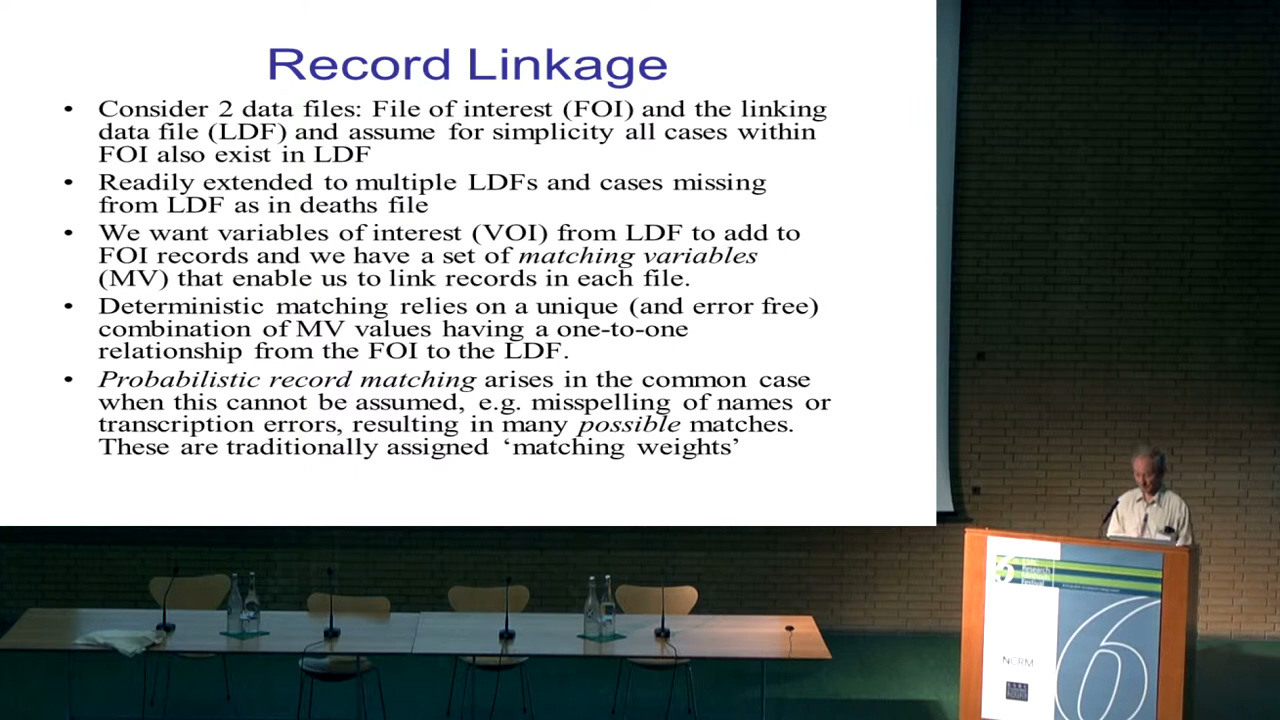 Record Linkage
• Consider 2 data files: File of interest (FOI) and the linking
data file (LDF) and assume for simplicity all cases within
FOI also exist in LDF
• Readily extended to multiple LDFs and cases missing
from LDF as in deaths file
• We want variables of interest (VOI) from LDF to add to
FOI records and we have a set of matching variables
(MV) that enable us to link records in each file.
• Deterministic matching relies on a unique (and error free)
combination of MV values having a one-to-one
relationship from the FOI to the LDF.
• Probabilistic record matching arises in the common case
when this cannot be assumed, e.g. misspelling of names or
transcription errors, resulting in many possible matches.
These are traditionally assigned ‘matching weights’
6
Research
Festival
6
NCRM